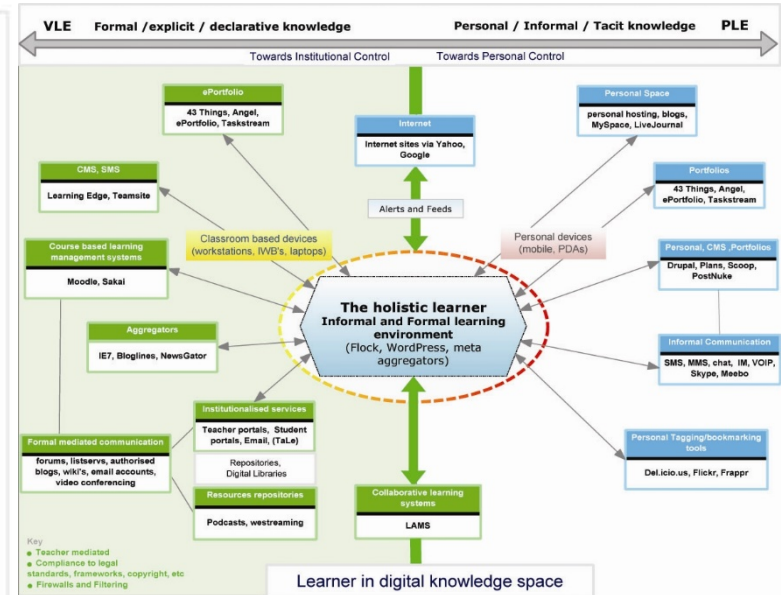 VLE Formal /explicit / declarative knowledge Personal / Informal / Tacit knowledge PLE
Towards Institutional Control Towards Personal Control
ePortfolio
43 Things, Angel,
ePortfolio, Taskstream
Internet
Internet sites via Yahoo,
Google
Personal Space
personal hosting, blogs,
MySpace, LiveJournal
CMS, SMS
Learning Edge, Teamsite
Portfolios
43 Things, Angel,
ePortfolio, Taskstream
Alerts and Feeds
Classroom based devices
(workstations, IWB's, laptops)
Personal devices
(mobile, PDAs)
Course based learning
management systems
Moodle, Sakai
Personal, CMS ,Portfolios
Drupal, Plans, Scoop,
PostNuke
The holistic learner
Informal and Formal learning
environment
(Flock, WordPress, meta
aggregators)
Aggregators
IE7, Bloglines, NewsGator
Informal Communication
SMS, MMS, chat, IM, VOIP,
Skype, Meebo
Institutionalised services
Teacher portals, Student
portals, Email, (TaLe)
Formal mediated communication
forums, listservs, authorised
blogs, wiki's, email accounts,
video conferencing
Repositories,
Digital Libraries
Personal Tagging/bookmarking
tools
Del.icio.us, Flickr, Frappr
Resources repositories
Podcasts, westreaming
Collaborative learning
systems
LAMS
Key
Teacher mediated
Compliance to legal
standards, frameworks, copyright, etc
Firewalls and Filtering
Learner in digital knowledge space